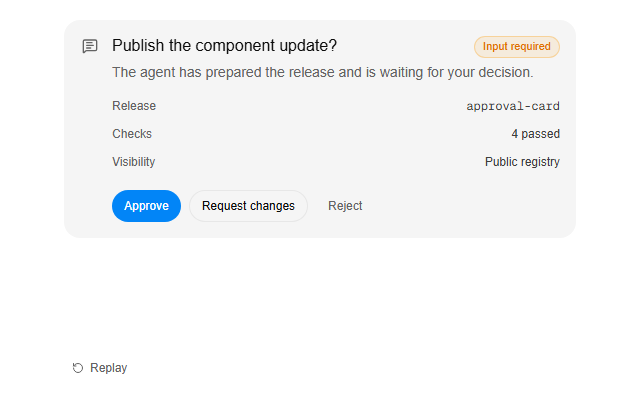 Publish the component update?
Input required
The agent has prepared the release and is waiting for your decision.
Release approval-card
Checks 4 passed
Visibility Public registry
Approve Request changes Reject
Replay